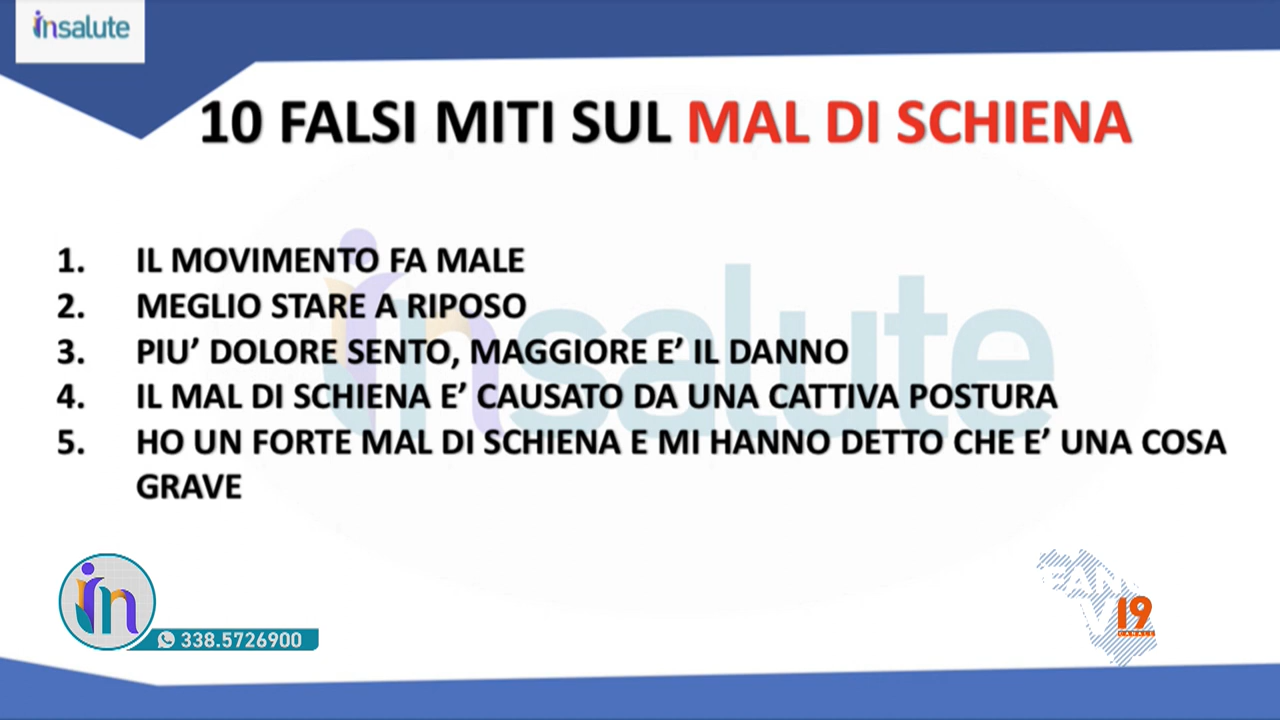 insalute
10 FALSI MITI SUL MAL DI SCHIENA
1. IL MOVIMENTO FA MALE
2. MEGLIO STARE A RIPOSO
3. PIU' DOLORE SENTO, MAGGIORE E' IL DANNO
4. IL MAL DI SCHIENA E' CAUSATO DA UNA CATTIVA POSTURA
5. HO UN FORTE MAL DI SCHIENA E MI HANNO DETTO CHE E' UNA COSA
GRAVE
insalute
in
338.5726900
19
CANALE